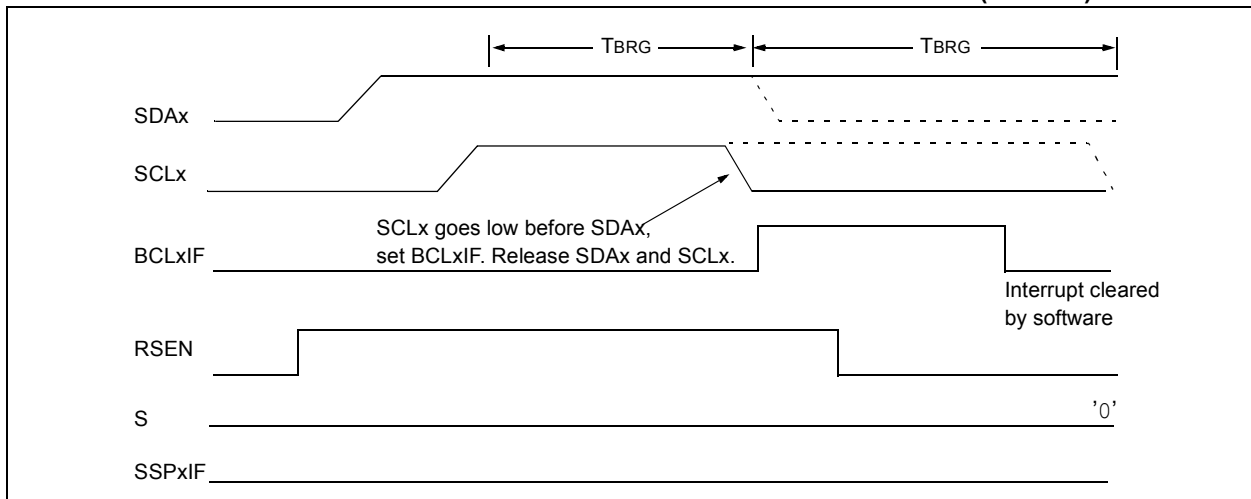 TBRG
TBRG
SDAx
SCLx
SCLx goes low before SDAx,
set BCLxIF. Release SDAx and SCLx.
BCLxIF
Interrupt cleared
by software
RSEN
S
’0’
SSPxIF